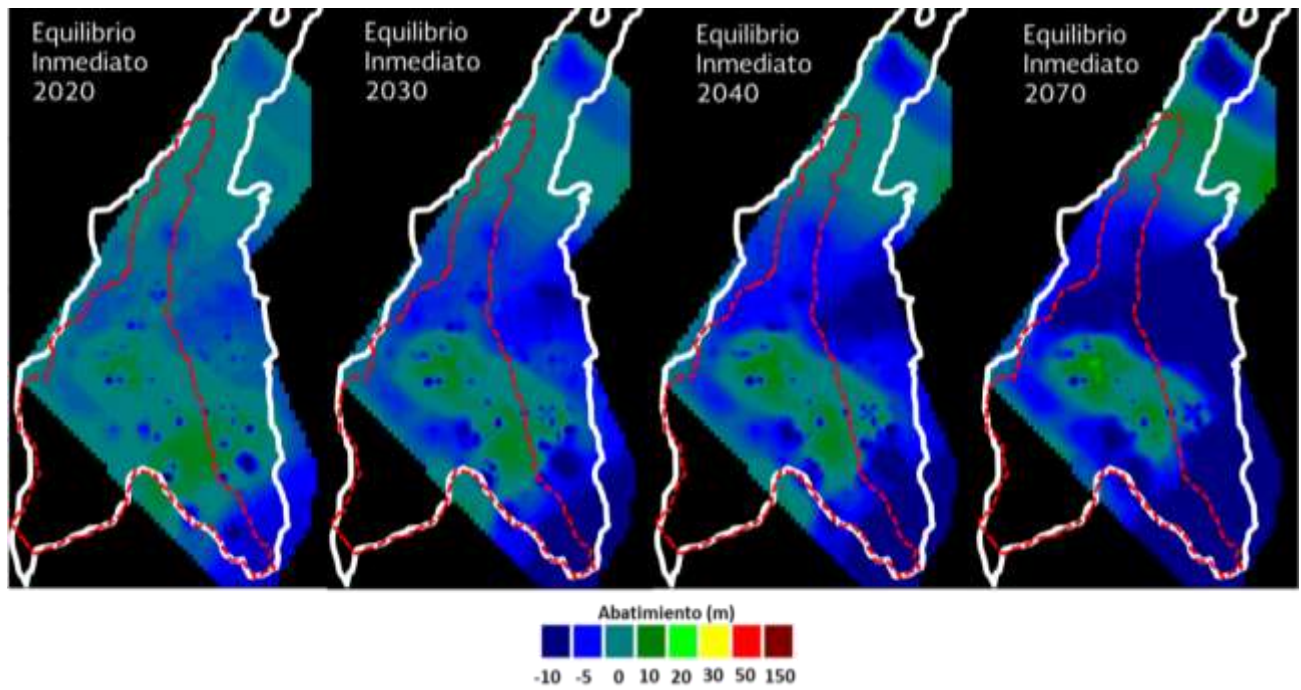 Equilibrio
Inmediato
2020
Equilibrio
Inmediato
2030
Equilibrio
Inmediato
2040
Equilibrio
Inmediato
2070
Abatimiento (m)
-10 -5 0 10 20 30 50 150